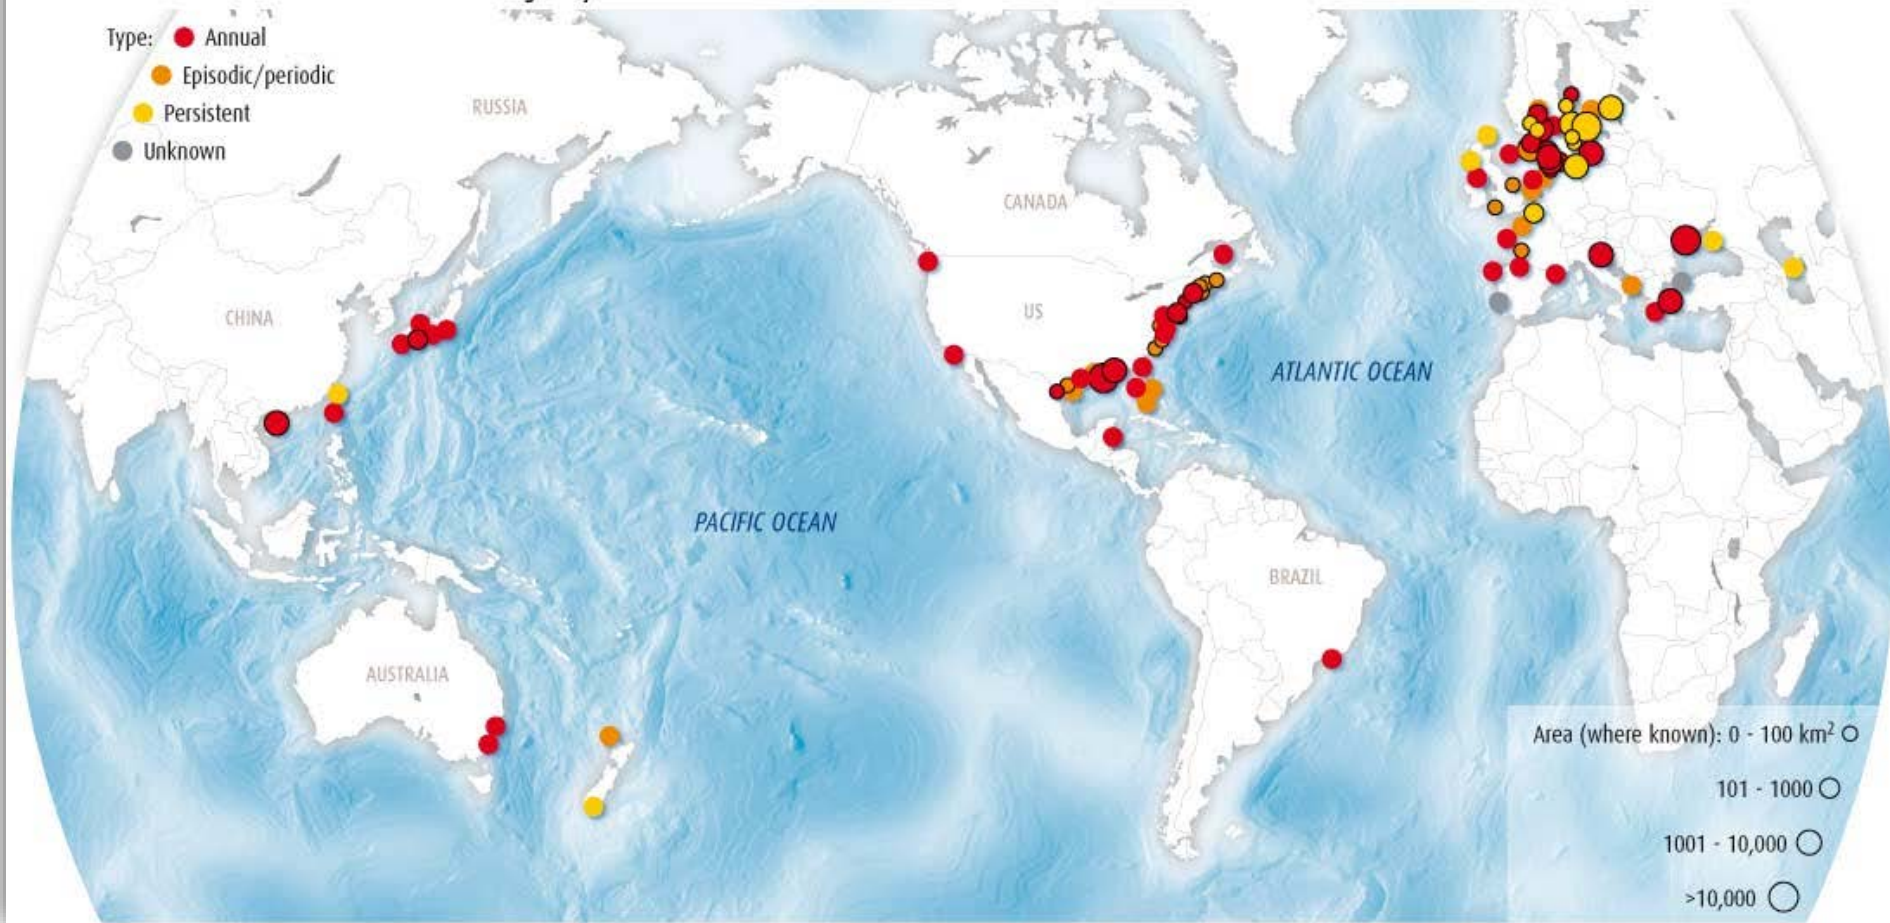 Type: Annual
Episodic/periodic
Persistent
Unknown
RUSSIA
CANADA
CHINA
US
ATLANTIC OCEAN
PACIFIC OCEAN
BRAZIL
AUSTRALIA
Area (where known): 0 - 100 km²
101 - 1000
1001 - 10,000
>10,000